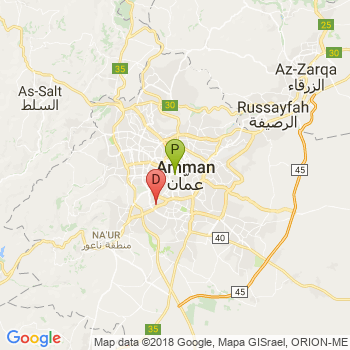 35
25
Az-Zarqa
الزرقاء
As-Salt
السلط
30
Russayfah
الرصيفة
P
Amman
عمان
45
D
NA'UR
منطقة ناعور
40
45
35
Google
Map data ©2018 Google, Mapa GISrael, ORION-ME